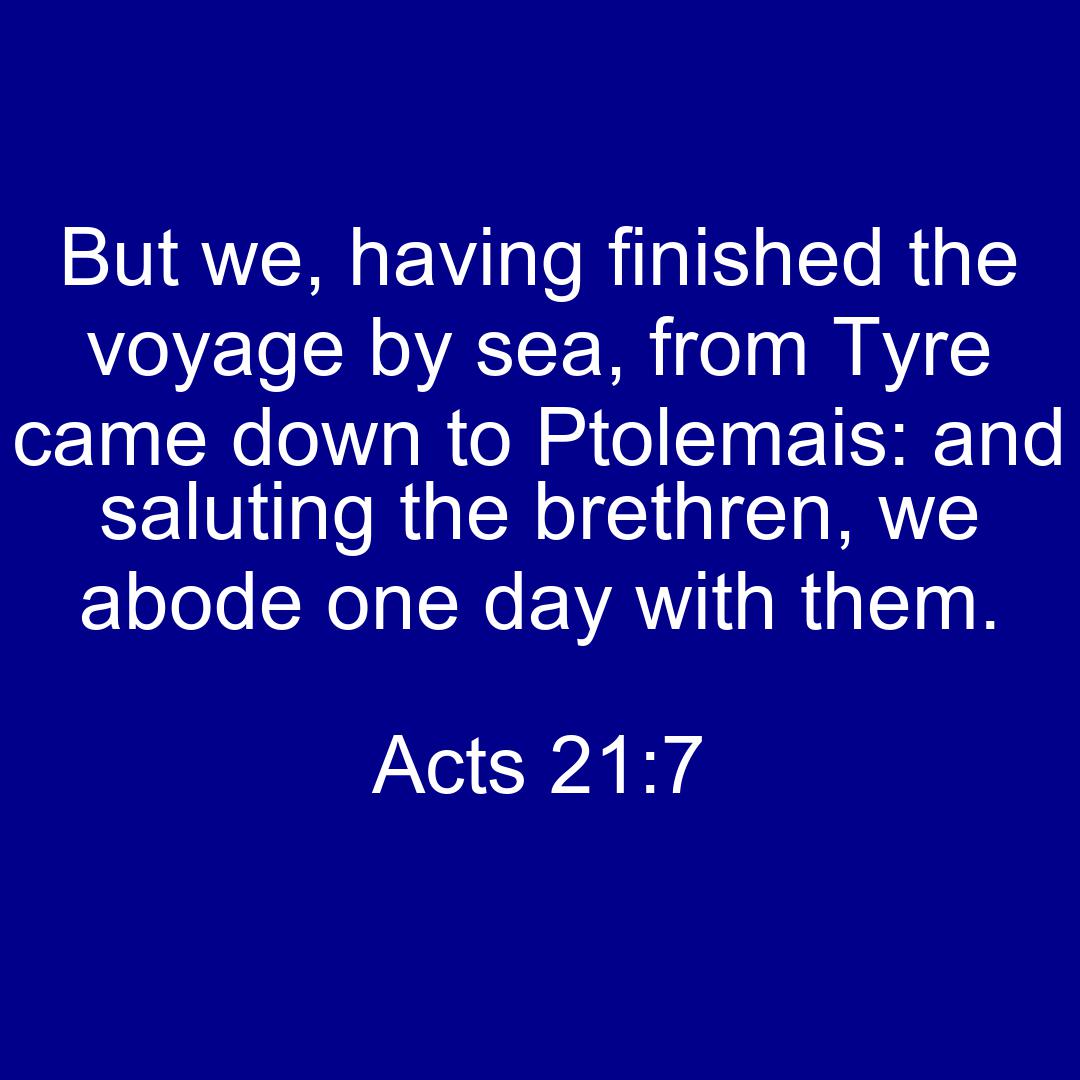 But we, having finished the
voyage by sea, from Tyre
came down to Ptolemais: and
saluting the brethren, we
abode one day with them.
Acts 21:7